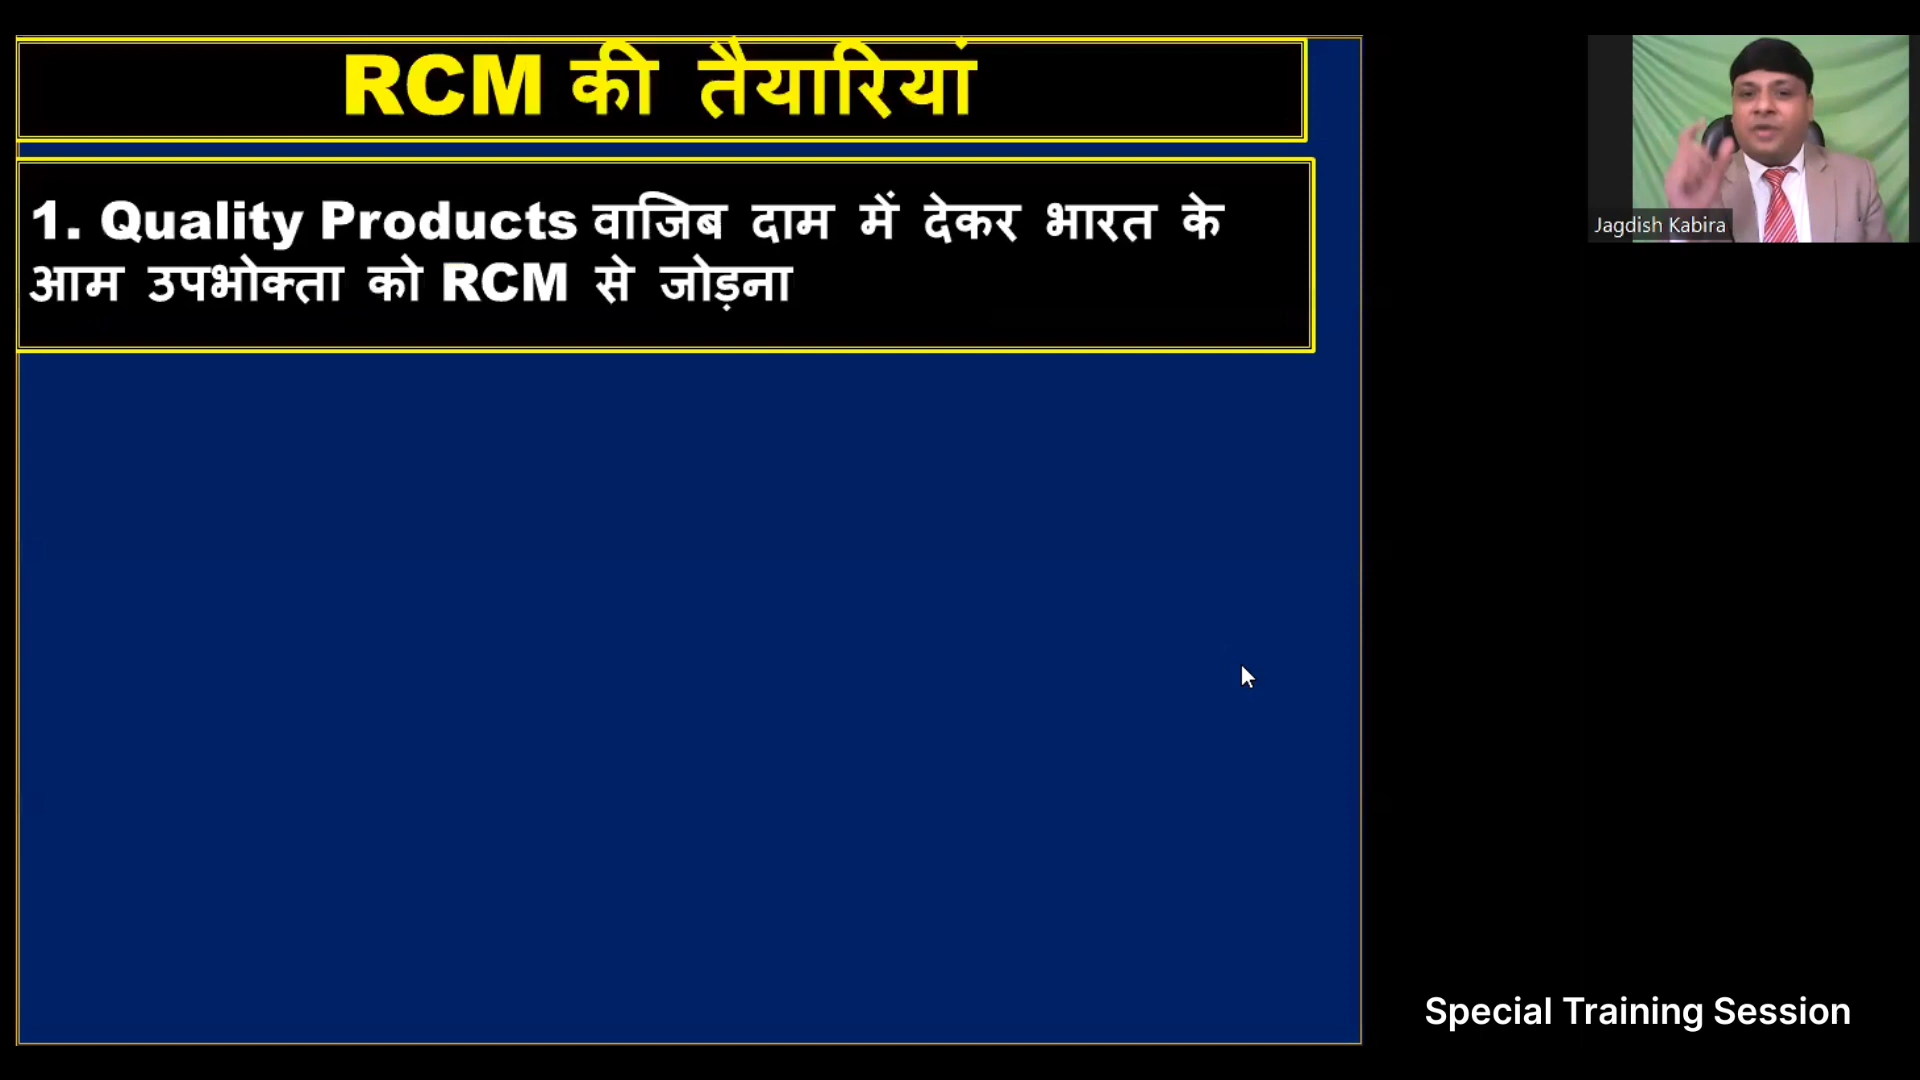 RCM की तैयारियां
1. Quality Products वाजिब दाम में देकर भारत के
आम उपभोक्ता को RCM से जोड़ना
Jagdish Kabira
Special Training Session